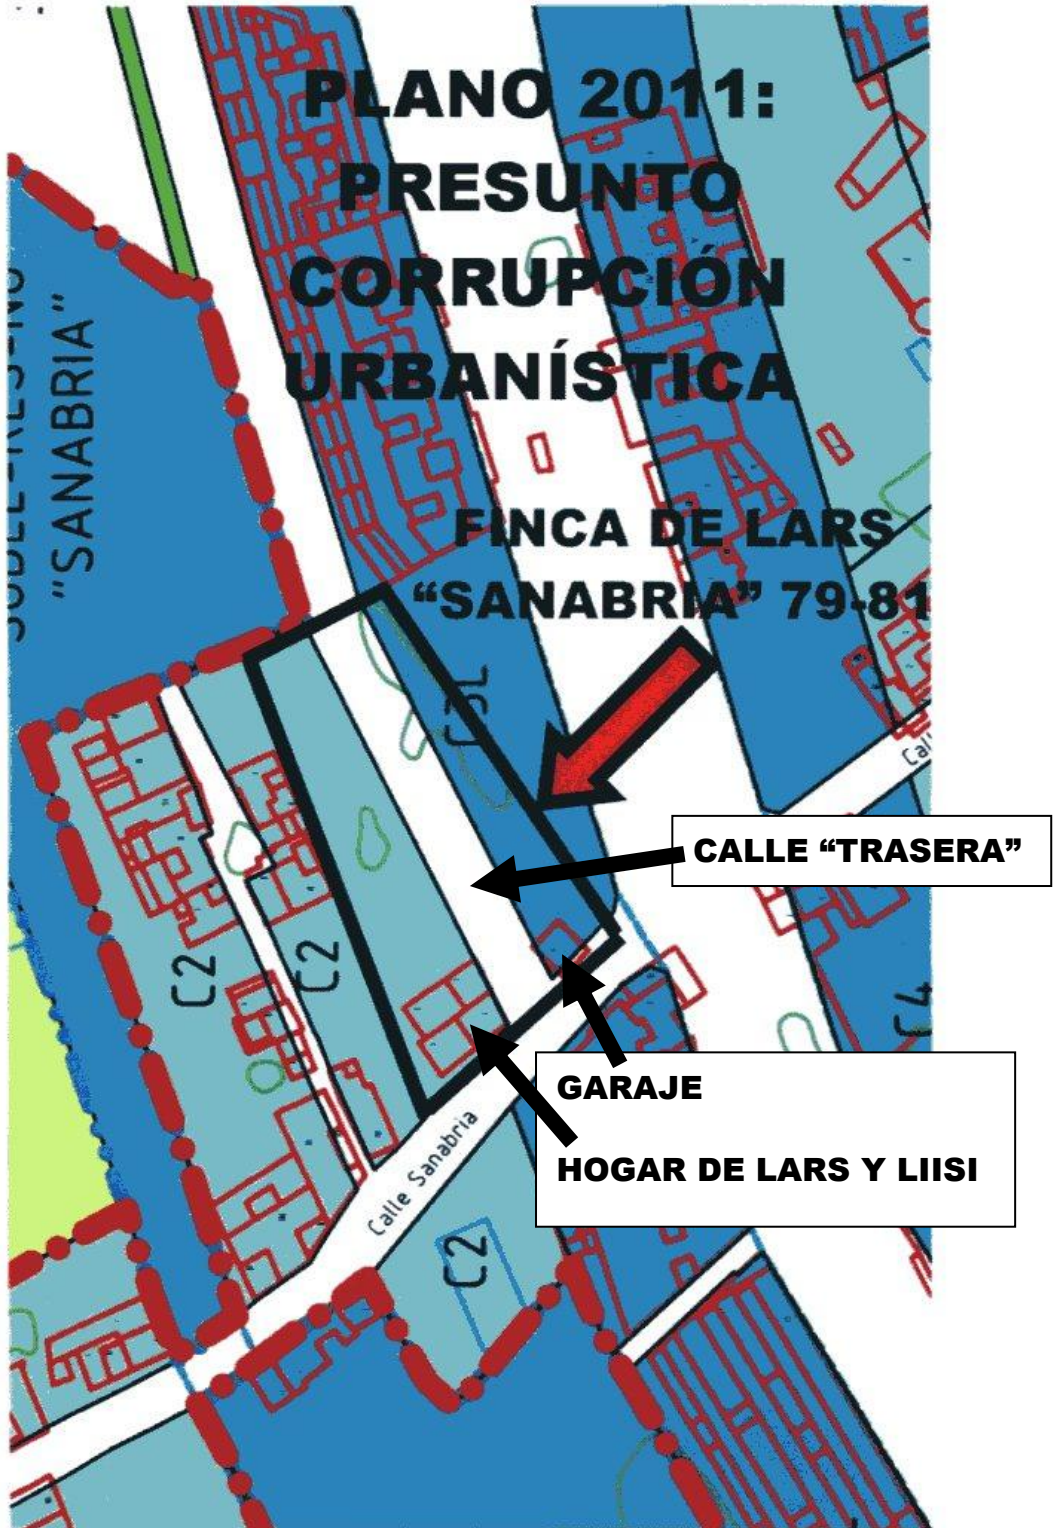 PLANO 2011:
PRESUNTO
CORRUPCIÓN
URBANÍSTICA
"SANABRIA"
FINCA DE LARS
“SANABRIA” 79-81
C3L
CALLE “TRASERA”
C2
C2
C4
GARAJE
HOGAR DE LARS Y LIISI
Calle Sanabria
C2